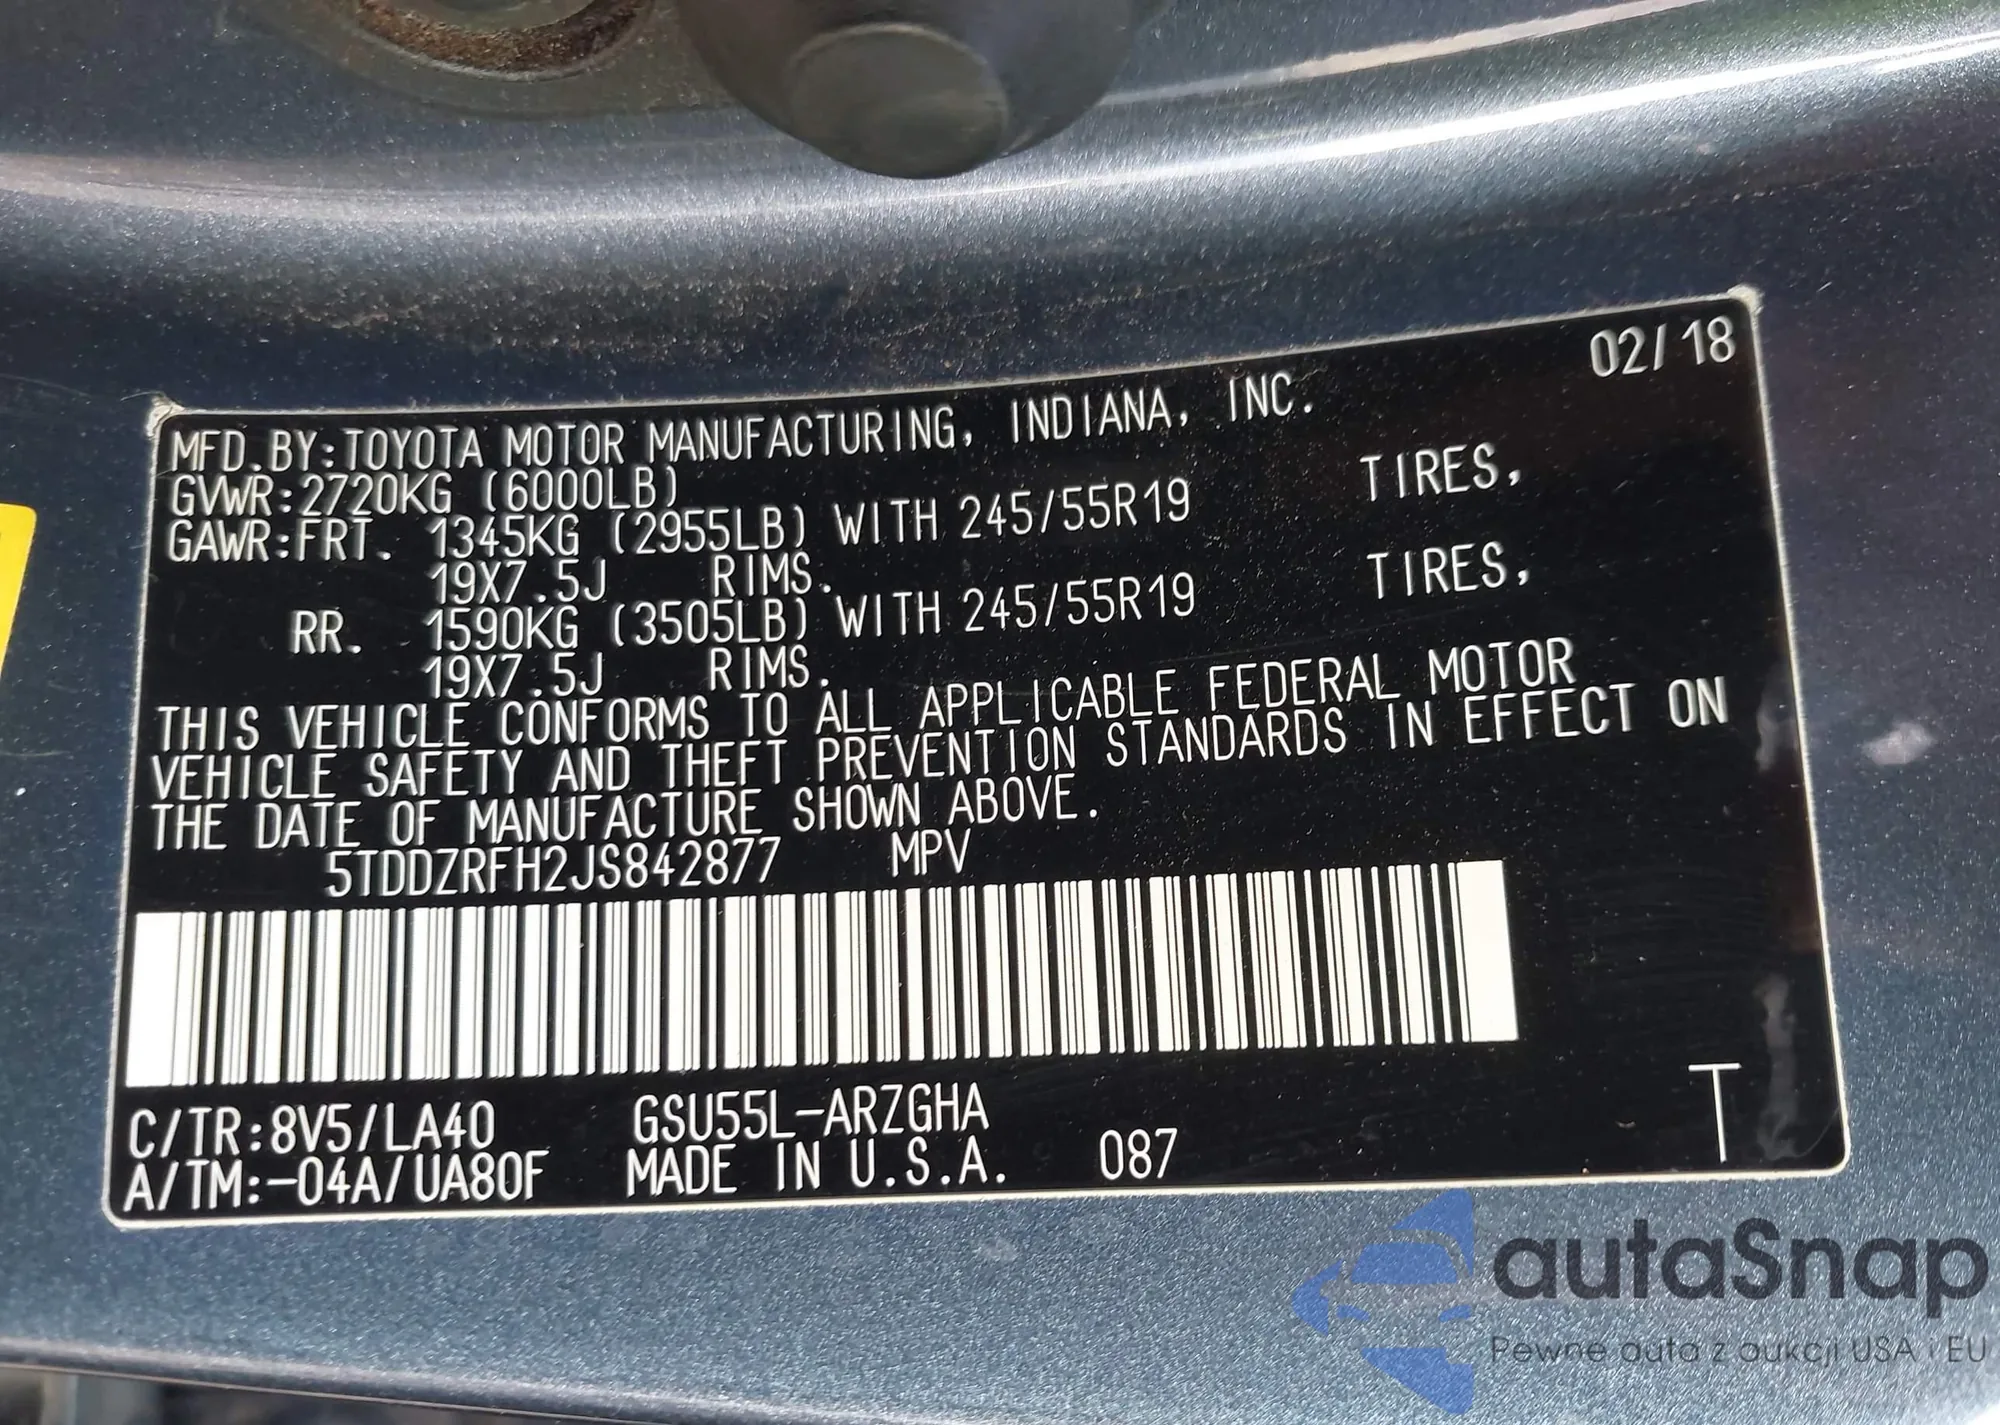 02/18
MFD.BY:TOYOTA MOTOR MANUFACTURING, INDIANA, INC.
GVWR:2720KG (6000LB)
GAWR:FRT. 1345KG (2955LB) WITH 245/55R19 TIRES,
19X7.5J RIMS.
RR. 1590KG (3505LB) WITH 245/55R19 TIRES,
19X7.5J RIMS.
THIS VEHICLE CONFORMS TO ALL APPLICABLE FEDERAL MOTOR
VEHICLE SAFETY AND THEFT PREVENTION STANDARDS IN EFFECT ON
THE DATE OF MANUFACTURE SHOWN ABOVE.
5TDDZRFH2JS842877 MPV
C/TR:8V5/LA40 GSU55L-ARZGHA
A/TM:-04A/UA80F MADE IN U.S.A. 087 T
autaSnap
Pewne auta z aukcji USA i EU